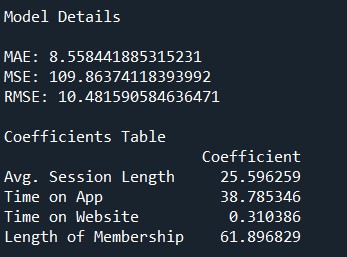 Model Details
MAE: 8.558441885315231
MSE: 109.86374118393992
RMSE: 10.481590584636471
Coefficients Table
Coefficient
Avg. Session Length 25.596259
Time on App 38.785346
Time on Website 0.310386
Length of Membership 61.896829